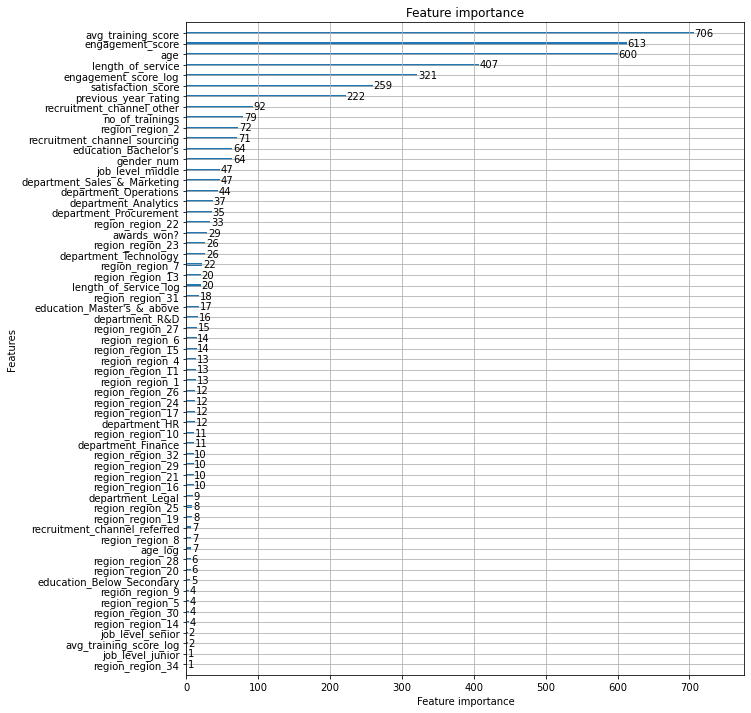 Feature importance
avg_training_score 706
engagement_score 613
age 600
length_of_service 407
engagement_score_log 321
satisfaction_score 259
previous_year_rating 222
recruitment_channel_other 92
no_of_trainings 79
region_region_2 72
recruitment_channel_sourcing 71
education_Bachelor's 64
gender_num 64
job_level_middle 47
department_Sales_&_Marketing 47
department_Operations 44
department_Analytics 37
department_Procurement 35
region_region_22 33
awards_won? 29
region_region_23 26
department_Technology 26
region_region_7 22
region_region_13 20
length_of_service_log 20
region_region_31 18
education_Master's_&_above 17
department_R&D 16
region_region_27 15
region_region_6 14
region_region_15 14
region_region_4 13
region_region_11 13
region_region_1 13
region_region_26 12
region_region_24 12
region_region_17 12
department_HR 12
region_region_10 11
department_Finance 11
region_region_32 10
region_region_29 10
region_region_21 10
region_region_16 10
department_Legal 9
region_region_25 8
region_region_19 8
recruitment_channel_referred 7
region_region_8 7
age_log 7
region_region_28 6
region_region_20 6
education_Below_Secondary 5
region_region_9 4
region_region_5 4
region_region_30 4
region_region_14 4
job_level_senior 2
avg_training_score_log 2
job_level_junior 1
region_region_34 1
Features
0 100 200 300 400 500 600 700
Feature importance